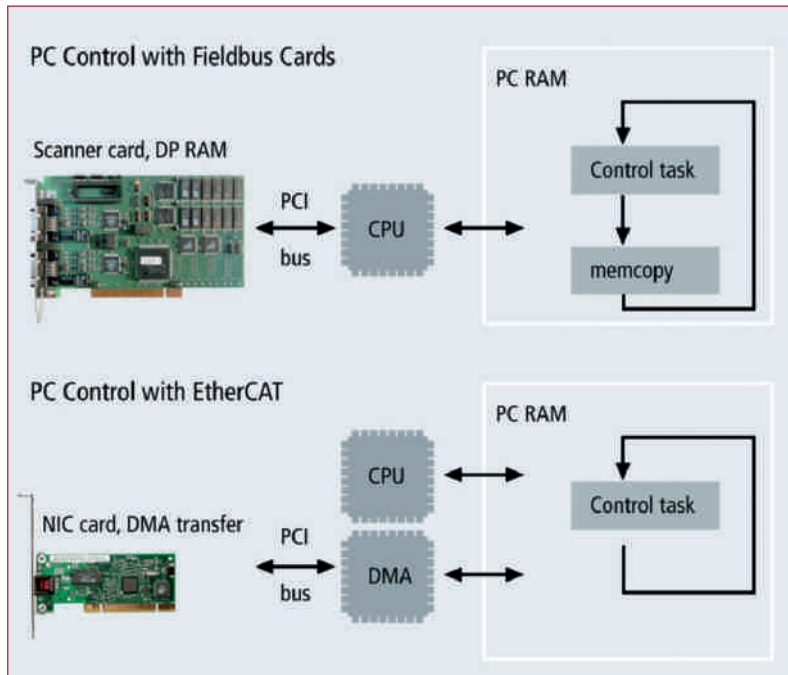 PC Control with Fieldbus Cards
PC RAM
Scanner card, DP RAM
Control task
PCI
CPU
bus
memcopy
PC Control with EtherCAT
PC RAM
CPU
Control task
NIC card, DMA transfer
PCI
DMA
bus